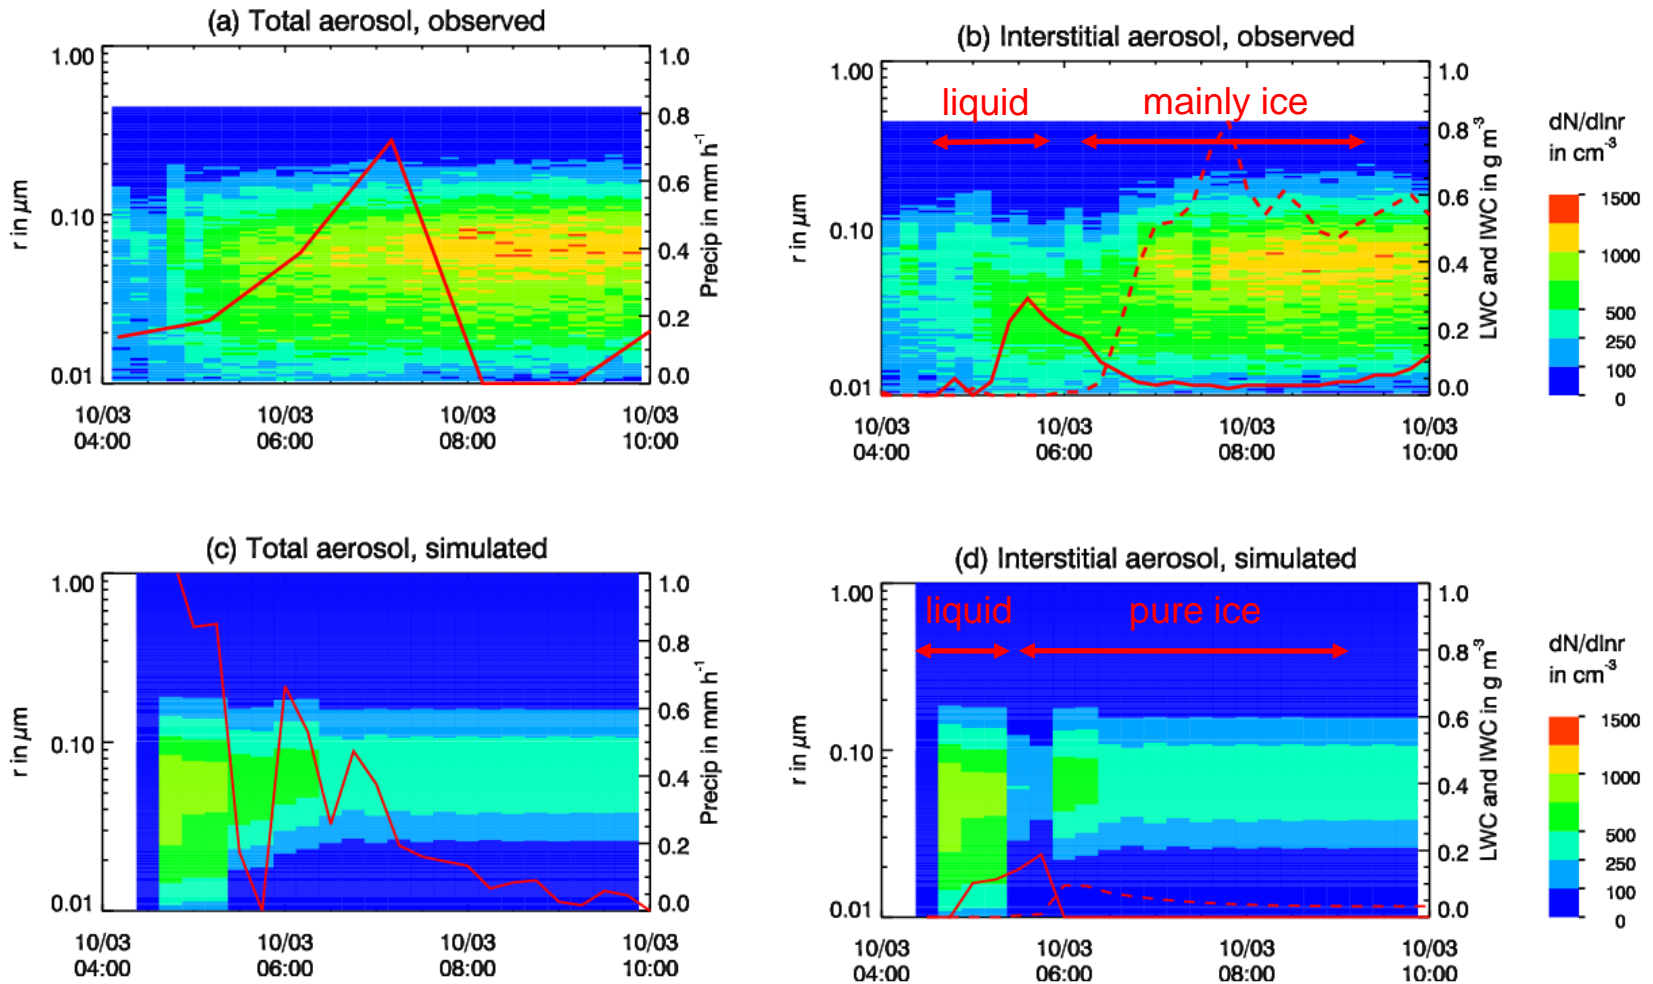 (a) Total aerosol, observed
1.00
0.10
0.01
r in µm
1.0
0.8
0.6
0.4
0.2
0.0
Precip in mm h-1
10/03 10/03 10/03 10/03
04:00 06:00 08:00 10:00
(b) Interstitial aerosol, observed
liquid mainly ice
1.00
0.10
0.01
r in µm
1.0
0.8
0.6
0.4
0.2
0.0
LWC and IWC in g m-3
10/03 10/03 10/03 10/03
04:00 06:00 08:00 10:00
dN/dlnr
in cm-3
1500
1000
500
250
100
0
(c) Total aerosol, simulated
1.00
0.10
0.01
r in µm
1.0
0.8
0.6
0.4
0.2
0.0
Precip in mm h-1
10/03 10/03 10/03 10/03
04:00 06:00 08:00 10:00
(d) Interstitial aerosol, simulated
liquid pure ice
1.00
0.10
0.01
r in µm
1.0
0.8
0.6
0.4
0.2
0.0
LWC and IWC in g m-3
10/03 10/03 10/03 10/03
04:00 06:00 08:00 10:00
dN/dlnr
in cm-3
1500
1000
500
250
100
0